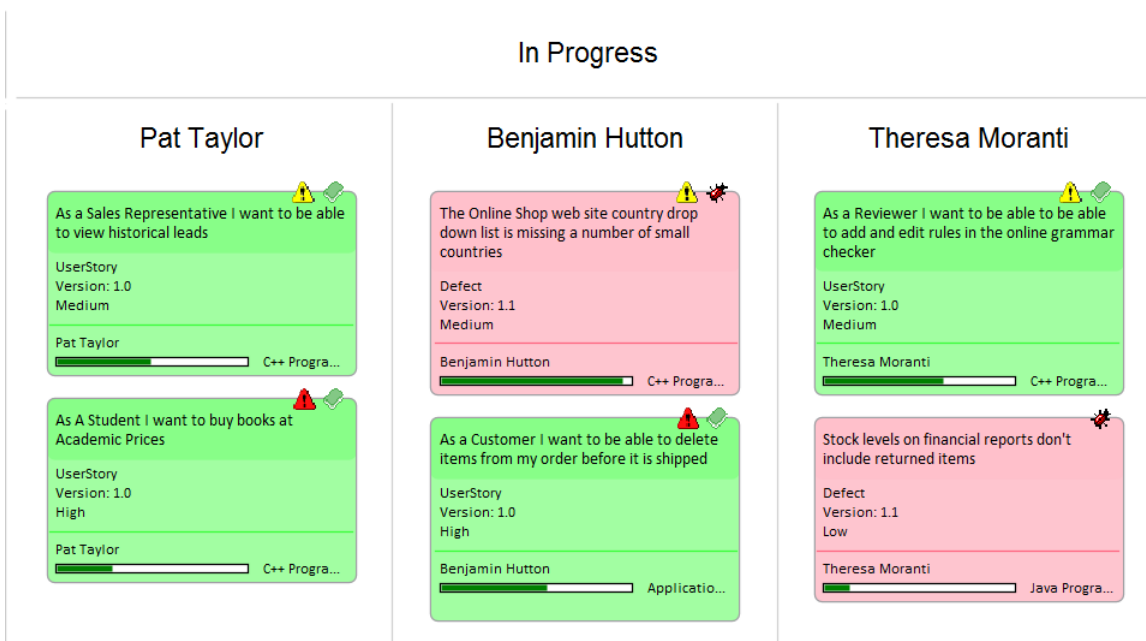 In Progress
Pat Taylor
As a Sales Representative I want to be able
to view historical leads
UserStory
Version: 1.0
Medium
Pat Taylor
C++ Progra...
As A Student I want to buy books at
Academic Prices
UserStory
Version: 1.0
High
Pat Taylor
C++ Progra...
Benjamin Hutton
The Online Shop web site country drop
down list is missing a number of small
countries
Defect
Version: 1.1
Medium
Benjamin Hutton
C++ Progra...
As a Customer I want to be able to delete
items from my order before it is shipped
UserStory
Version: 1.0
High
Benjamin Hutton
Applicatio...
Theresa Moranti
As a Reviewer I want to be able to be able
to add and edit rules in the online grammar
checker
UserStory
Version: 1.0
Medium
Theresa Moranti
C++ Progra...
Stock levels on financial reports don't
include returned items
Defect
Version: 1.1
Low
Theresa Moranti
Java Progra...